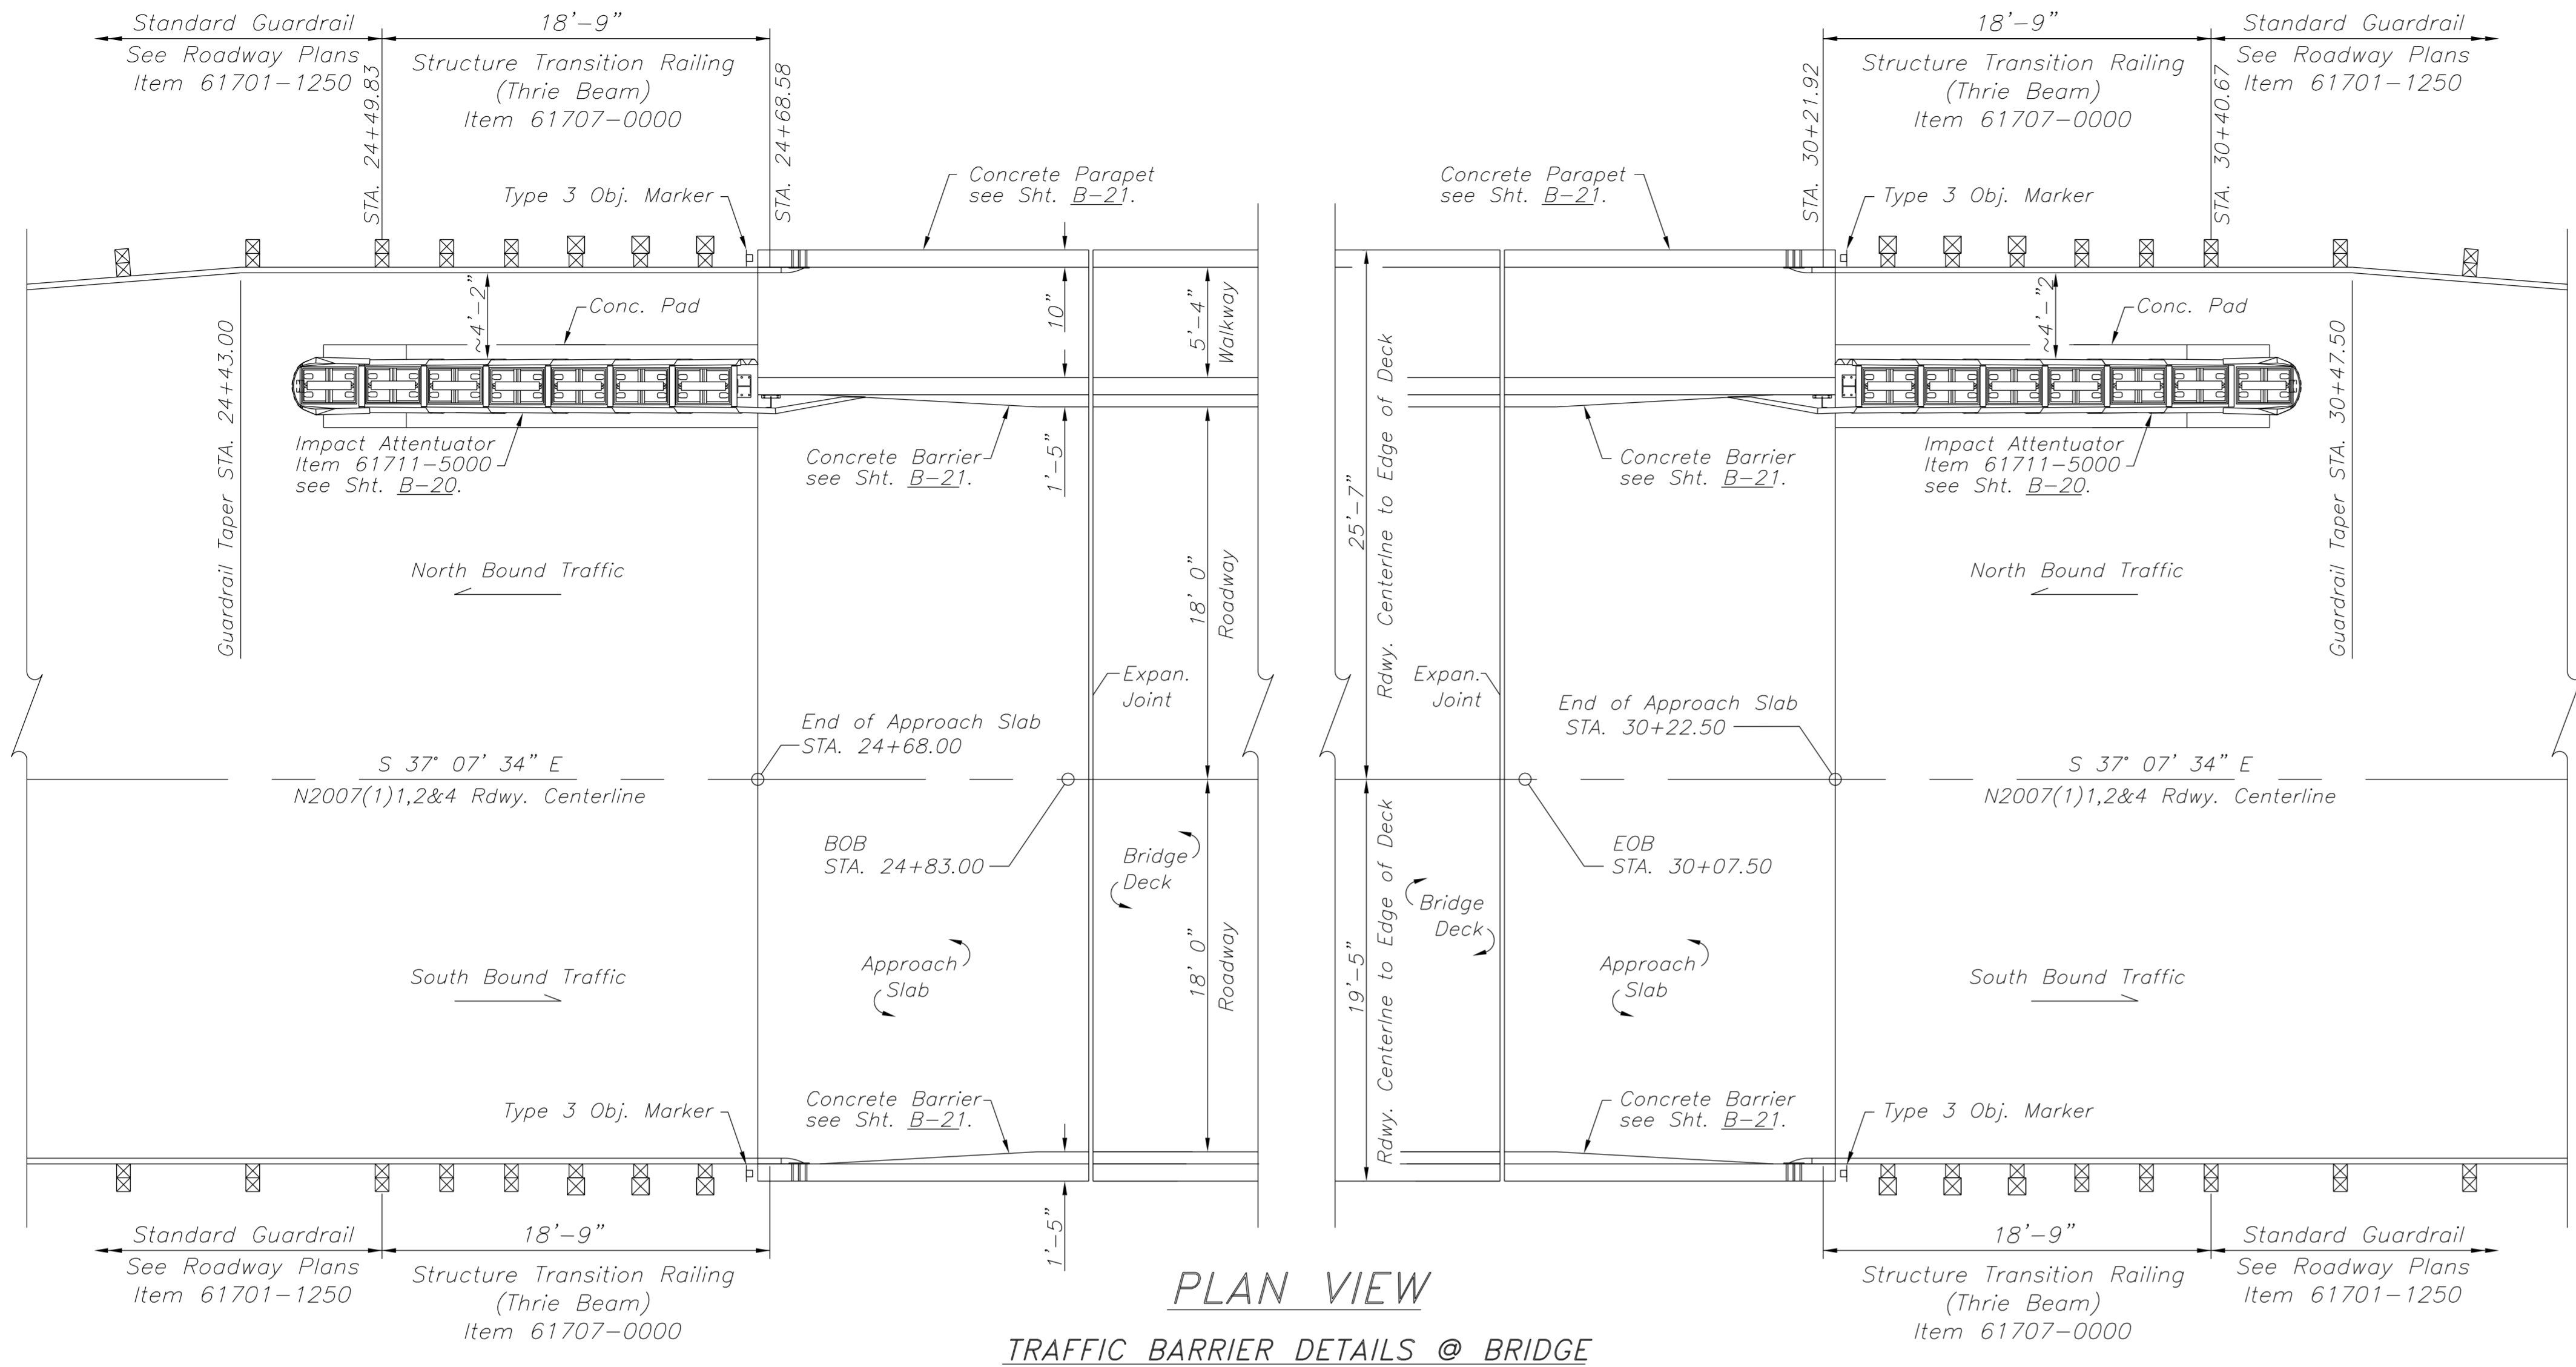 Standard Guardrail
See Roadway Plans
Item 61701-1250
STA. 24+49.83
18'-9"
Structure Transition Railing
(Thrie Beam)
Item 61707-0000
STA. 24+68.58
STA. 30+21.92
18'-9"
Structure Transition Railing
(Thrie Beam)
Item 61707-0000
STA. 30+40.67
Standard Guardrail
See Roadway Plans
Item 61701-1250
Type 3 Obj. Marker
Concrete Parapet
see Sht. B-21.
Concrete Parapet
see Sht. B-21.
Type 3 Obj. Marker
Guardrail Taper STA. 24+43.00
~4'-2"
Conc. Pad
10"
5'-4"
Walkway
~4'-"2
Conc. Pad
Guardrail Taper STA. 30+47.50
Impact Attentuator
Item 61711-5000
see Sht. B-20.
Concrete Barrier
see Sht. B-21.
1'-5"
25'-7"
Rdwy. Centerlne to Edge of Deck
Concrete Barrier
see Sht. B-21.
Impact Attentuator
Item 61711-5000
see Sht. B-20.
North Bound Traffic
18' 0"
Roadway
North Bound Traffic
Expan.
Joint
Expan.
Joint
End of Approach Slab
STA. 24+68.00
End of Approach Slab
STA. 30+22.50
S 37° 07' 34" E
N2007(1)1,2&4 Rdwy. Centerline
S 37° 07' 34" E
N2007(1)1,2&4 Rdwy. Centerline
BOB
STA. 24+83.00
Bridge
Deck
EOB
STA. 30+07.50
Bridge
Deck
18' 0"
Roadway
19'-5"
Rdwy. Centerlne to Edge of Deck
South Bound Traffic
Approach
Slab
Approach
Slab
South Bound Traffic
Type 3 Obj. Marker
Concrete Barrier
see Sht. B-21.
Concrete Barrier
see Sht. B-21.
Type 3 Obj. Marker
1'-5"
Standard Guardrail
See Roadway Plans
Item 61701-1250
18'-9"
Structure Transition Railing
(Thrie Beam)
Item 61707-0000
18'-9"
Structure Transition Railing
(Thrie Beam)
Item 61707-0000
Standard Guardrail
See Roadway Plans
Item 61701-1250
PLAN VIEW
TRAFFIC BARRIER DETAILS @ BRIDGE